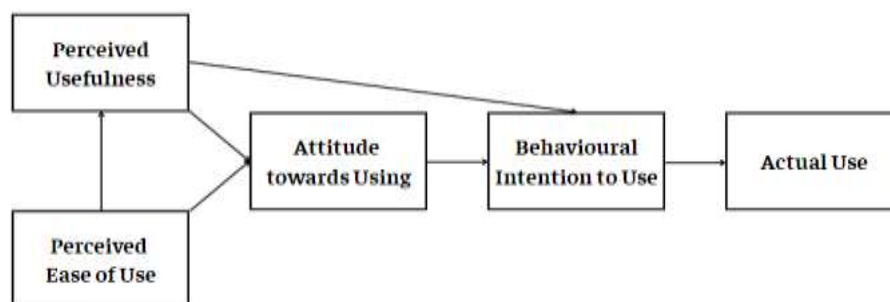 Perceived
Usefulness
Attitude
towards Using
Behavioural
Intention to Use
Actual Use
Perceived
Ease of Use